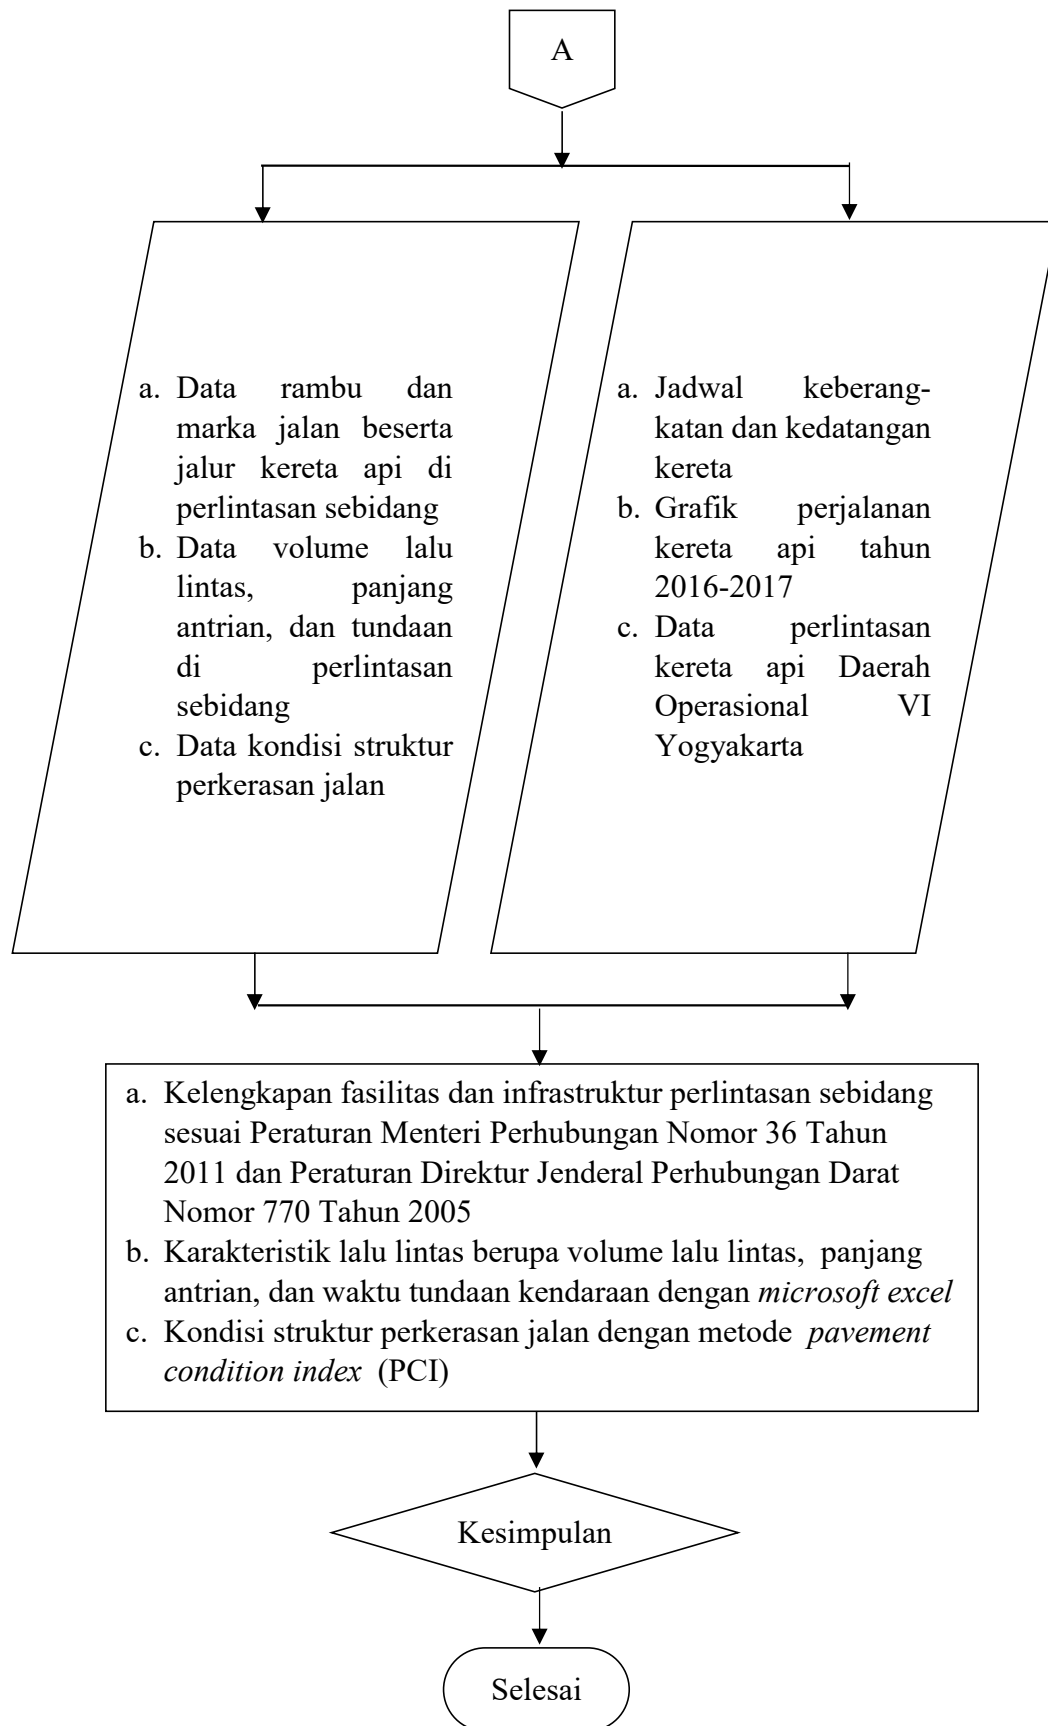 A
a. Data rambu dan
marka jalan beserta
jalur kereta api di
perlintasan sebidang
b. Data volume lalu
lintas, panjang
antrian, dan tundaan
di perlintasan
sebidang
c. Data kondisi struktur
perkerasan jalan
a. Jadwal keberang-
katan dan kedatangan
kereta
b. Grafik perjalanan
kereta api tahun
2016-2017
c. Data perlintasan
kereta api Daerah
Operasional VI
Yogyakarta
a. Kelengkapan fasilitas dan infrastruktur perlintasan sebidang
sesuai Peraturan Menteri Perhubungan Nomor 36 Tahun
2011 dan Peraturan Direktur Jenderal Perhubungan Darat
Nomor 770 Tahun 2005
b. Karakteristik lalu lintas berupa volume lalu lintas, panjang
antrian, dan waktu tundaan kendaraan dengan microsoft excel
c. Kondisi struktur perkerasan jalan dengan metode pavement
condition index (PCI)
Kesimpulan
Selesai